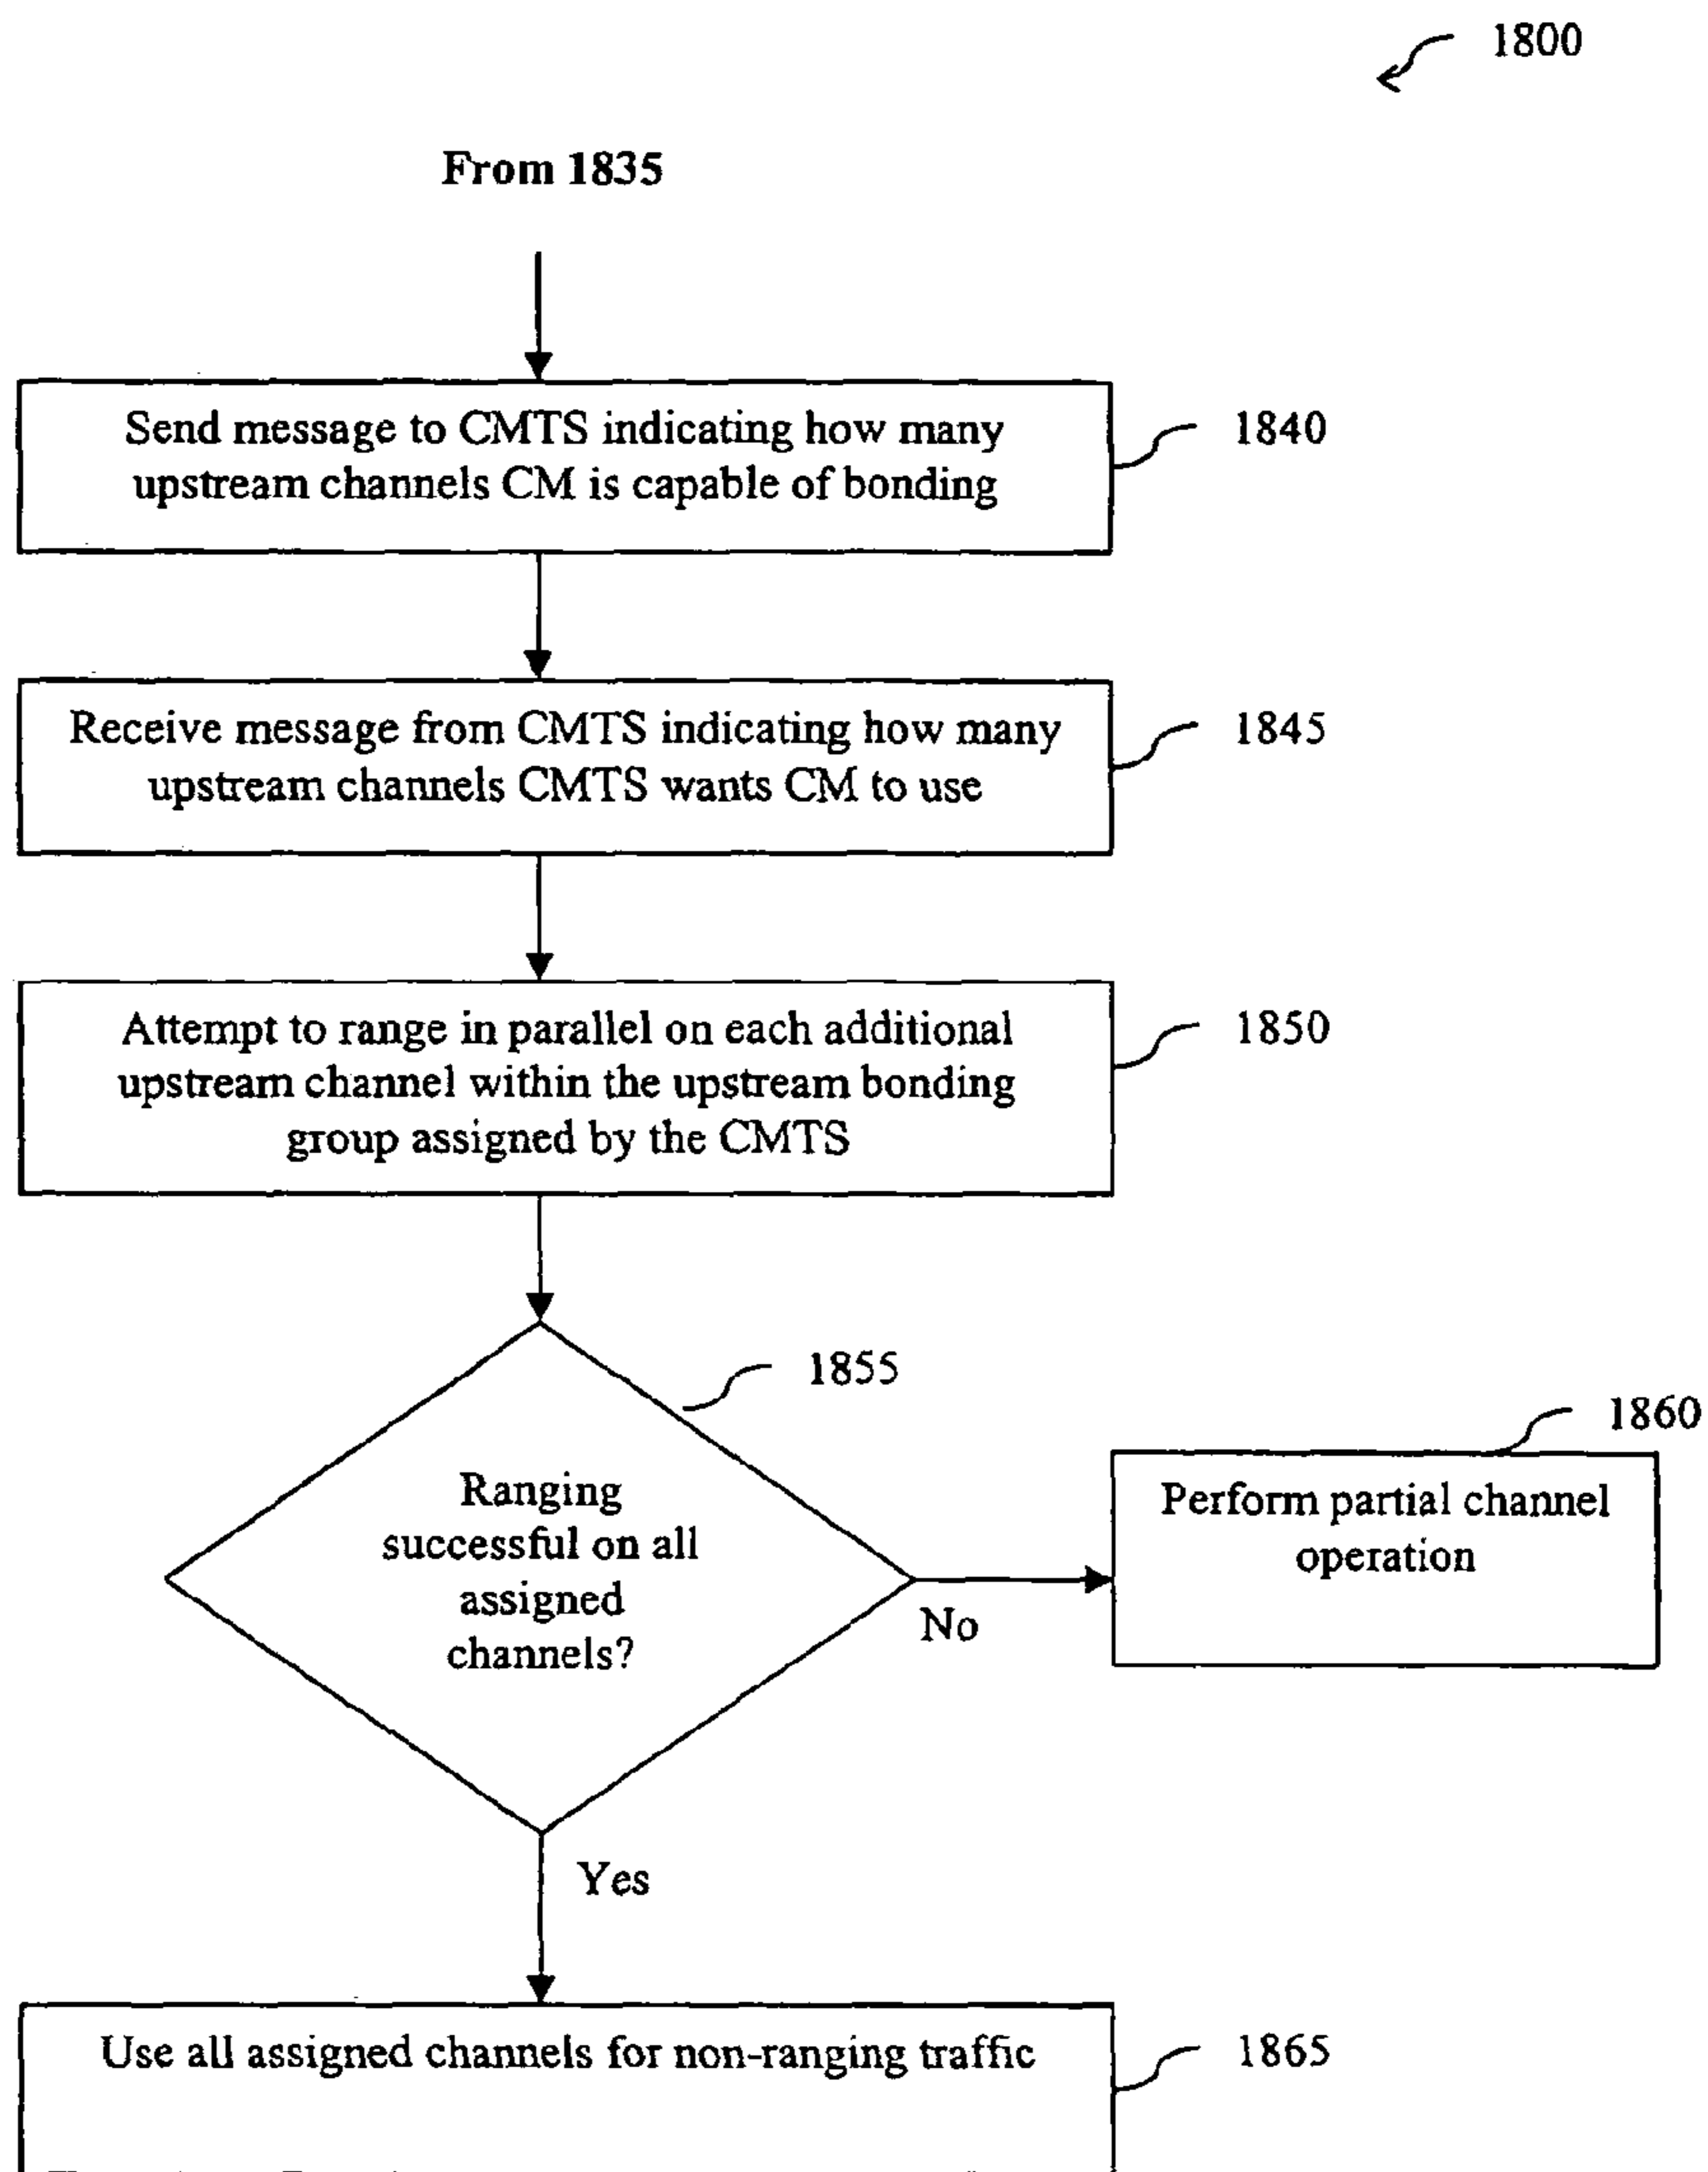 1800
From 1835
Send message to CMTS indicating how many
upstream channels CM is capable of bonding
1840
Receive message from CMTS indicating how many
upstream channels CMTS wants CM to use
1845
Attempt to range in parallel on each additional
upstream channel within the upstream bonding
group assigned by the CMTS
1850
1855
Ranging
successful on all
assigned
channels?
1860
Perform partial channel
operation
No
Yes
Use all assigned channels for non-ranging traffic
1865